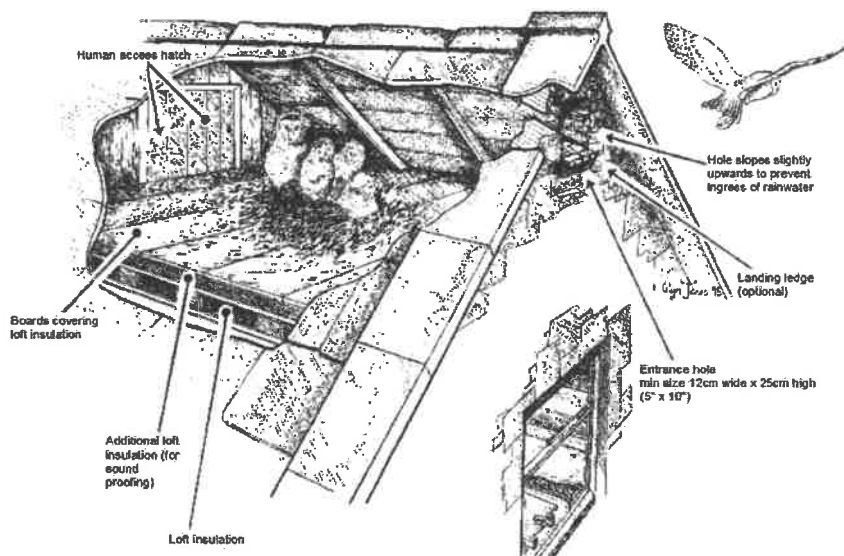 Human access hatch
Hole slopes slightly
upwards to prevent
ingress of rainwater
Landing ledge
(optional)
Boards covering
loft insulation
Entrance hole
min size 12cm wide x 25cm high
(5" x 10")
Additional loft
insulation (for
sound
proofing)
Loft insulation